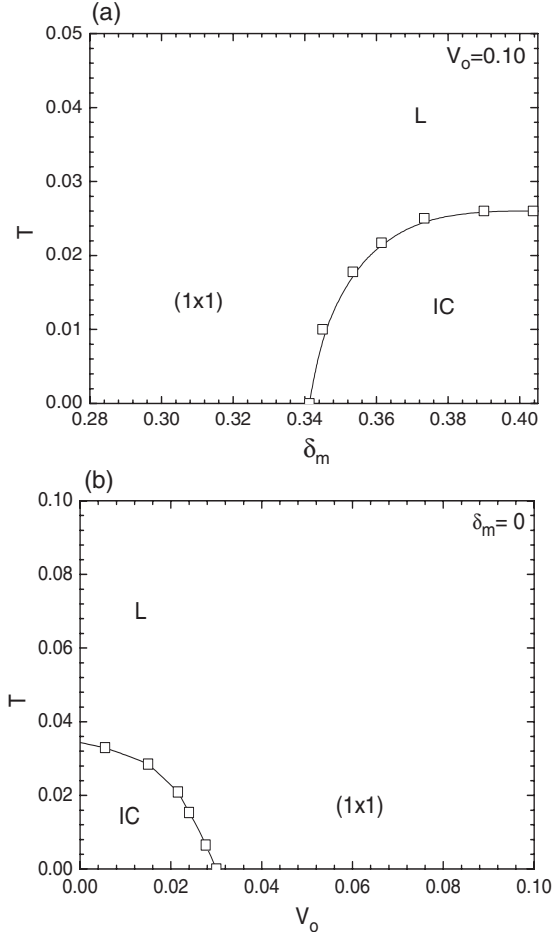 (a)
0.05
V₀=0.10
0.04
L
0.03
T
0.02
(1x1)
IC
0.01
0.00
0.28 0.30 0.32 0.34 0.36 0.38 0.40
δₘ
(b)
0.10
δₘ= 0
0.08
L
0.06
T
0.04
0.02
IC
(1x1)
0.00
0.00 0.02 0.04 0.06 0.08 0.10
V₀